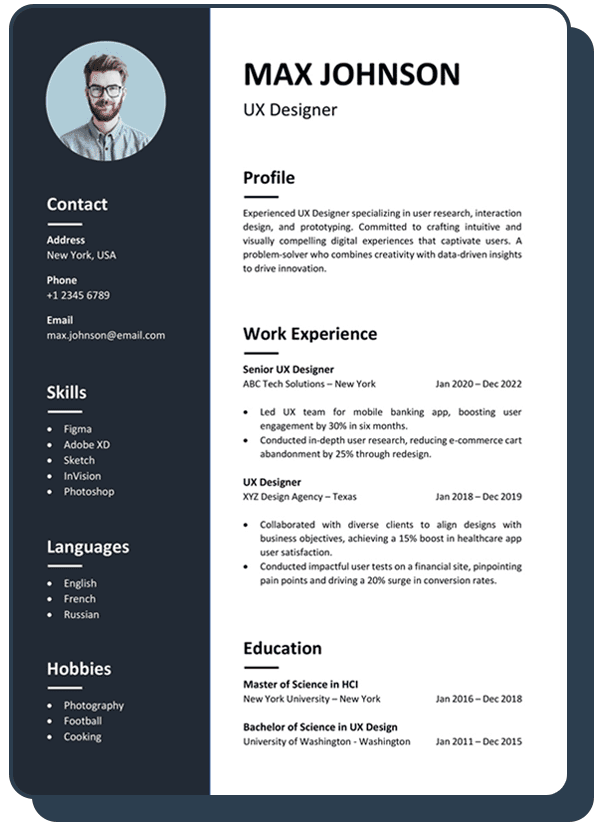 MAX JOHNSON
UX Designer
Contact
Address
New York, USA
Phone
+1 2345 6789
Email
max.johnson@email.com
Skills
• Figma
• Adobe XD
• Sketch
• InVision
• Photoshop
Languages
• English
• French
• Russian
Hobbies
• Photography
• Football
• Cooking
Profile
Experienced UX Designer specializing in user research, interaction
design, and prototyping. Committed to crafting intuitive and
visually compelling digital experiences that captivate users. A
problem-solver who combines creativity with data-driven insights
to drive innovation.
Work Experience
Senior UX Designer
ABC Tech Solutions – New York Jan 2020 – Dec 2022
• Led UX team for mobile banking app, boosting user
engagement by 30% in six months.
• Conducted in-depth user research, reducing e-commerce cart
abandonment by 25% through redesign.
UX Designer
XYZ Design Agency – Texas Jan 2018 – Dec 2019
• Collaborated with diverse clients to align designs with
business objectives, achieving a 15% boost in healthcare app
user satisfaction.
• Conducted impactful user tests on a financial site, pinpointing
pain points and driving a 20% surge in conversion rates.
Education
Master of Science in HCI
New York University – New York Jan 2016 – Dec 2018
Bachelor of Science in UX Design
University of Washington - Washington Jan 2011 – Dec 2015